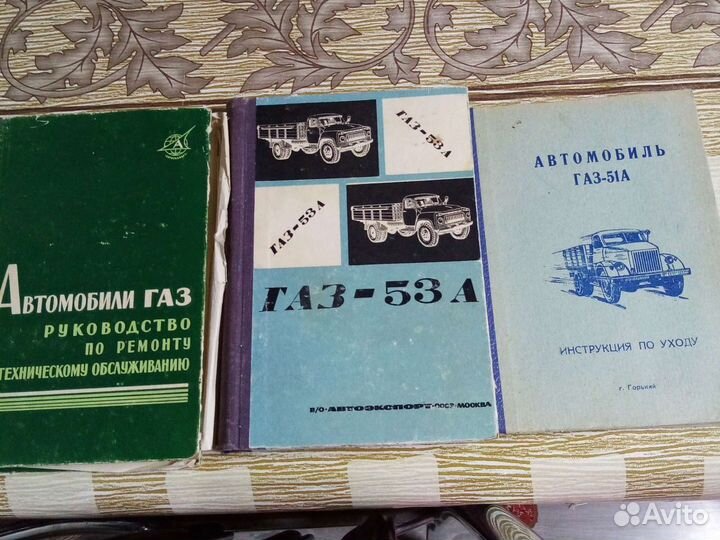 Автомобили ГАЗ
РУКОВОДСТВО
ПО РЕМОНТУ
ТЕХНИЧЕСКОМУ ОБСЛУЖИВАНИЮ
ГАЗ-53А
ГАЗ-53А
ГАЗ-53А
В/О·АВТОЭКСПОРТ·СССР·МОСКВА
АВТОМОБИЛЬ
ГАЗ-51А
ИНСТРУКЦИЯ ПО УХОДУ
г. Горький
Avito